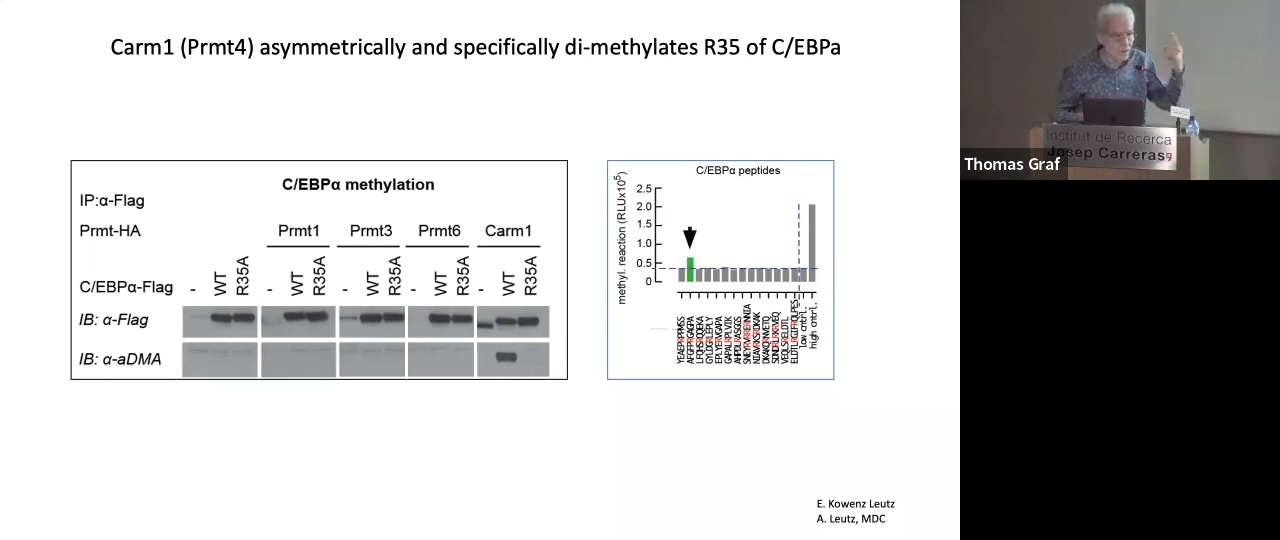 Carm1 (Prmt4) asymmetrically and specifically di-methylates R35 of C/EBPa
C/EBPα methylation
IP:α-Flag
Prmt-HA
Prmt1
Prmt3
Prmt6
Carm1
C/EBPα-Flag
-
WT
R35A
-
WT
R35A
-
WT
R35A
-
WT
R35A
-
WT
R35A
IB: α-Flag
IB: α-aDMA
C/EBPα peptides
methyl. reaction (RLUx10⁵)
2.5
2.0
1.5
1.0
0.5
0
low cntrl.
high cntrl.
E. Kowenz Leutz
A. Leutz, MDC
Institut de Recerca
Josep Carreras
Thomas Graf